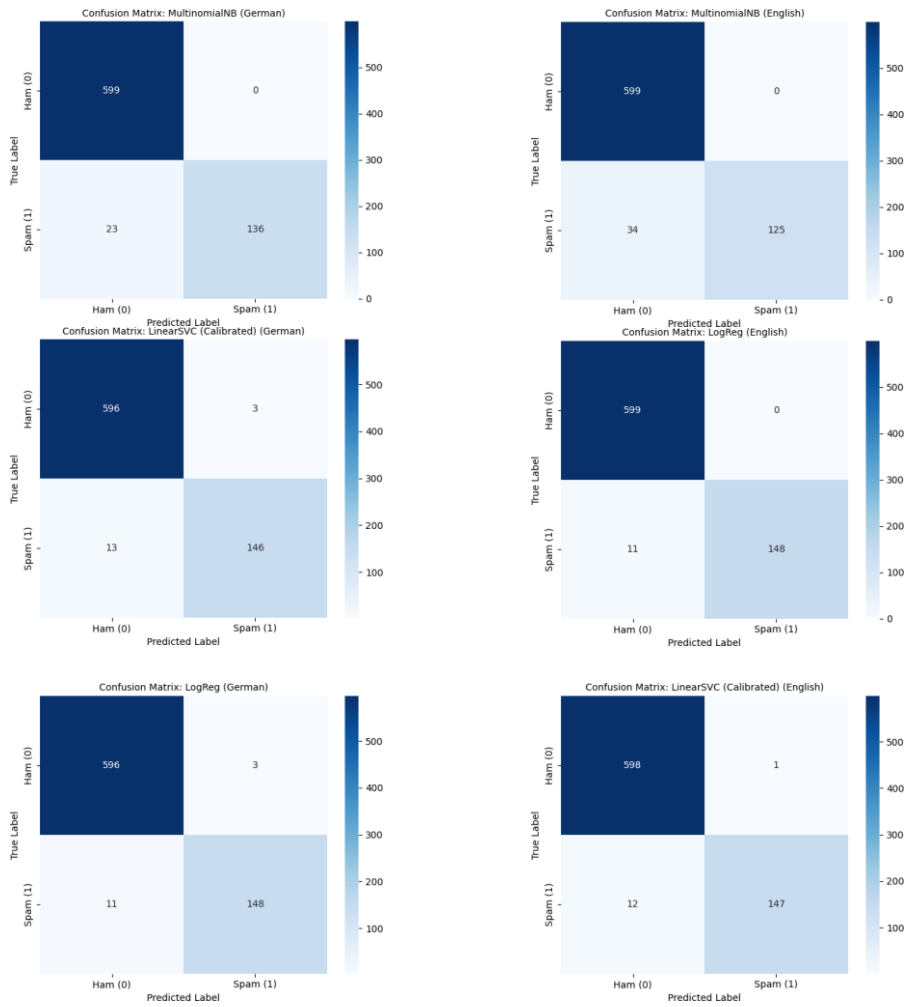 Confusion Matrix: MultinomialNB (German)
Ham (0)
Spam (1)
True Label
599
0
23
136
Ham (0)
Spam (1)
Predicted Label
500
400
300
200
100
0
Confusion Matrix: MultinomialNB (English)
Ham (0)
Spam (1)
True Label
599
0
34
125
Ham (0)
Spam (1)
Predicted Label
500
400
300
200
100
0
Confusion Matrix: LinearSVC (Calibrated) (German)
Ham (0)
Spam (1)
True Label
596
3
13
146
Ham (0)
Spam (1)
Predicted Label
500
400
300
200
100
Confusion Matrix: LogReg (English)
Ham (0)
Spam (1)
True Label
599
0
11
148
Ham (0)
Spam (1)
Predicted Label
500
400
300
200
100
0
Confusion Matrix: LogReg (German)
Ham (0)
Spam (1)
True Label
596
3
11
148
Ham (0)
Spam (1)
Predicted Label
500
400
300
200
100
Confusion Matrix: LinearSVC (Calibrated) (English)
Ham (0)
Spam (1)
True Label
598
1
12
147
Ham (0)
Spam (1)
Predicted Label
500
400
300
200
100